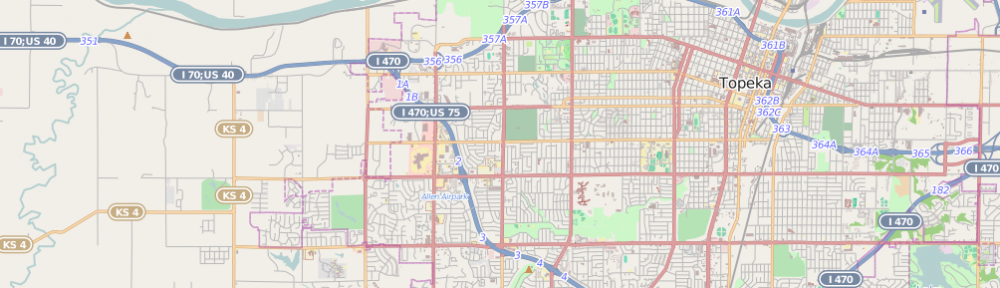 357B
357A
361A
I 70;US 40
351
357A
361B
I 470
356
356
I 70;US 40
1A
Topeka
1B
362B
I 470;US 75
362C
KS 4
363
364A
364A
365
366
2
I 470
KS 4
Allen Airpark
182
KS 4
I 470
KS 4
3
3
4
4
I 470